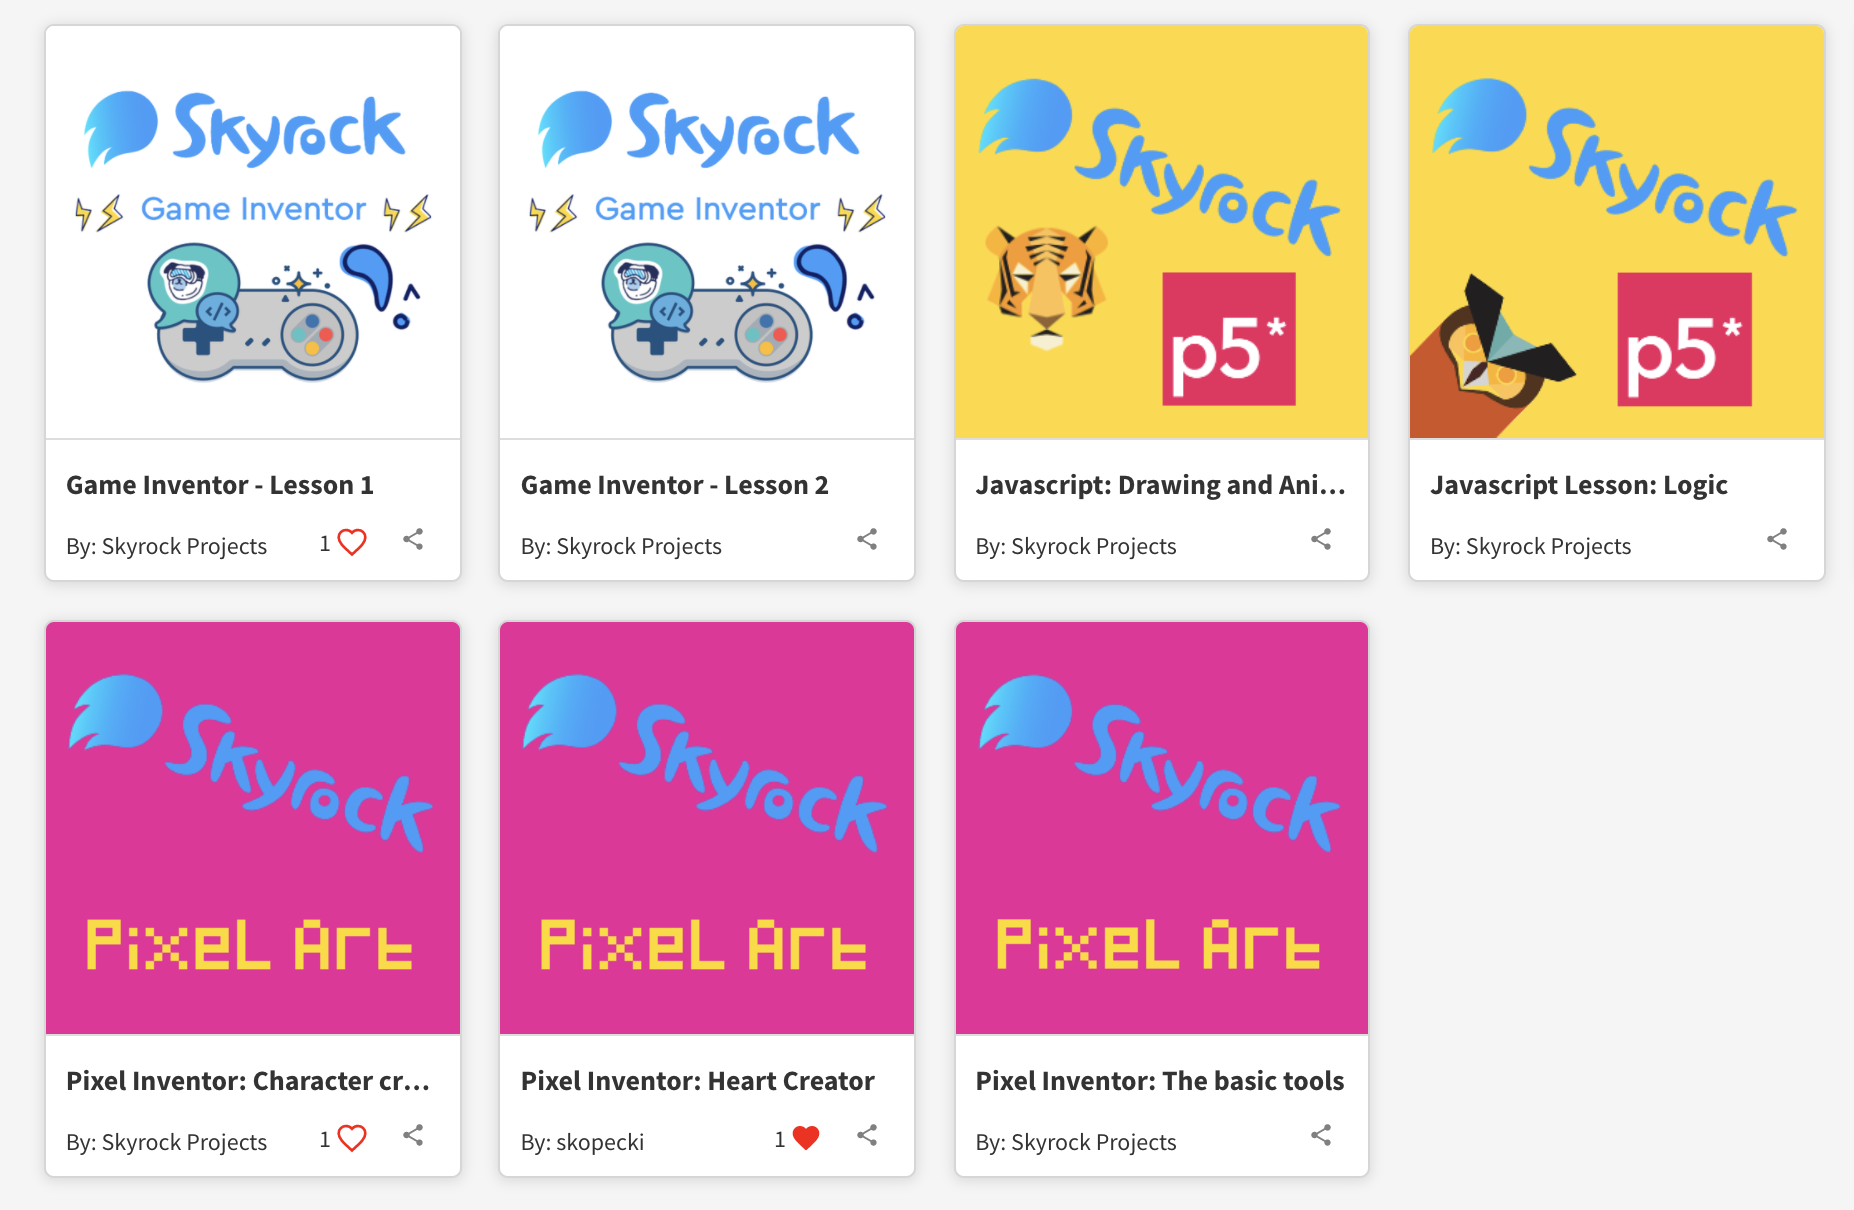 Skyrock
Game Inventor
Game Inventor - Lesson 1
By: Skyrock Projects 1
Skyrock
Game Inventor
Game Inventor - Lesson 2
By: Skyrock Projects
Skyrock
p5*
Javascript: Drawing and Ani...
By: Skyrock Projects
Skyrock
p5*
Javascript Lesson: Logic
By: Skyrock Projects
Skyrock
Pixel Art
Pixel Inventor: Character cr...
By: Skyrock Projects 1
Skyrock
Pixel Art
Pixel Inventor: Heart Creator
By: skopecki 1
Skyrock
Pixel Art
Pixel Inventor: The basic tools
By: Skyrock Projects